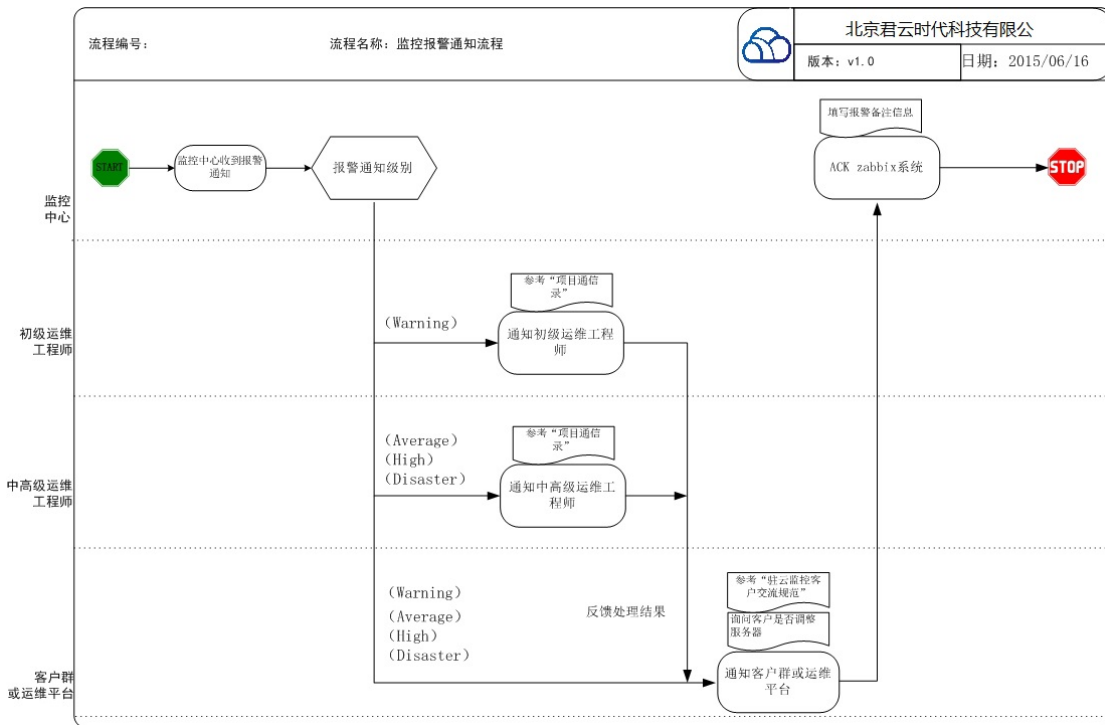 流程编号：
流程名称：监控报警通知流程
北京君云时代科技有限公
版本：v1.0
日期：2015/06/16
START
监控中心收到报警
通知
报警通知级别
填写报警备注信息
ACK zabbix系统
STOP
监控
中心
参考“项目通信
录”
（Warning）
通知初级运维工程
师
初级运维
工程师
参考“项目通信
录”
（Average）
（High）
（Disaster）
通知中高级运维工
程师
中高级运维
工程师
（Warning）
（Average）
（High）
（Disaster）
反馈处理结果
参考“驻云监控客
户交流规范”
询问客户是否调整
服务器
通知客户群或运维
平台
客户群
或运维平台